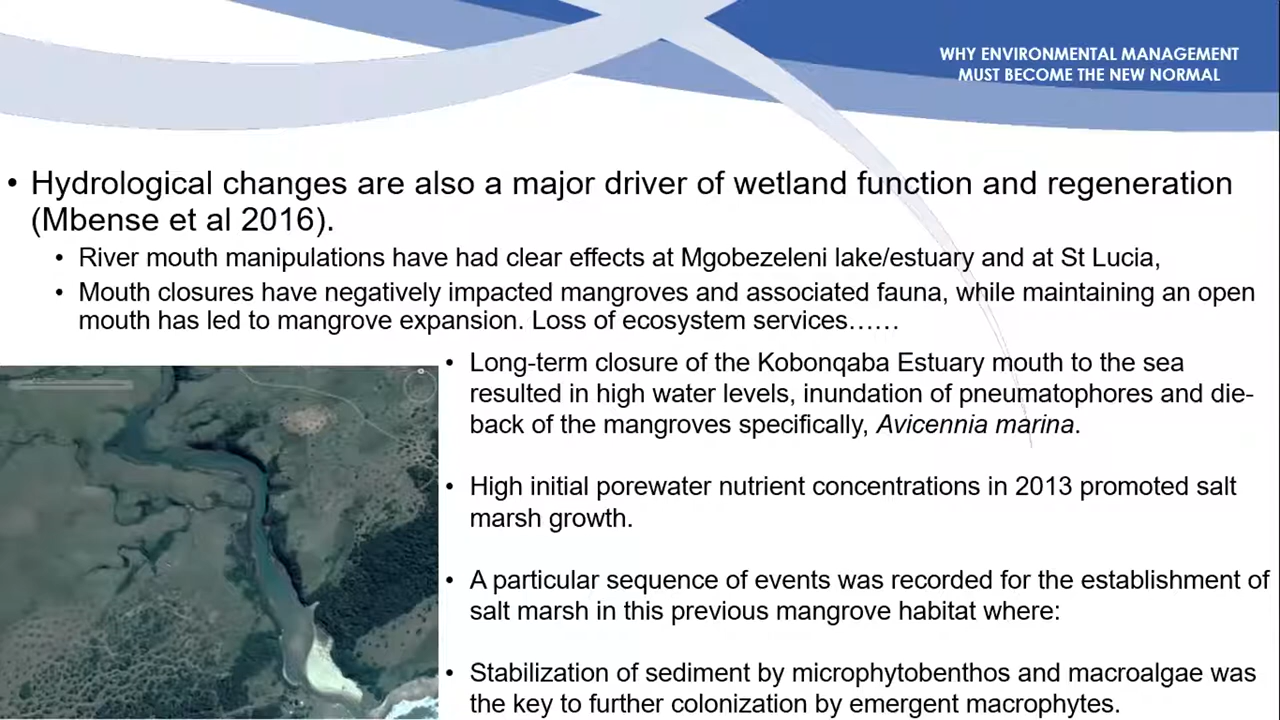 WHY ENVIRONMENTAL MANAGEMENT
MUST BECOME THE NEW NORMAL
• Hydrological changes are also a major driver of wetland function and regeneration
(Mbense et al 2016).
• River mouth manipulations have had clear effects at Mgobezeleni lake/estuary and at St Lucia,
• Mouth closures have negatively impacted mangroves and associated fauna, while maintaining an open
mouth has led to mangrove expansion. Loss of ecosystem services……
• Long-term closure of the Kobonqaba Estuary mouth to the sea
resulted in high water levels, inundation of pneumatophores and die-
back of the mangroves specifically, Avicennia marina.
• High initial porewater nutrient concentrations in 2013 promoted salt
marsh growth.
• A particular sequence of events was recorded for the establishment of
salt marsh in this previous mangrove habitat where:
• Stabilization of sediment by microphytobenthos and macroalgae was
the key to further colonization by emergent macrophytes.